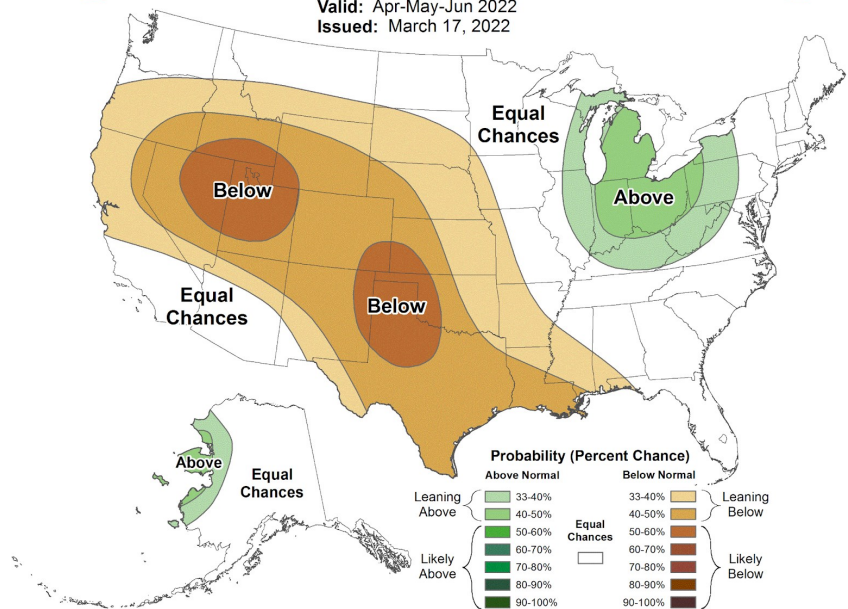 Valid: Apr-May-Jun 2022
Issued: March 17, 2022
Equal
Chances
Below
Above
Below
Equal
Chances
Above
Equal
Chances
Probability (Percent Chance)
Above Normal
Below Normal
Leaning
Above
33-40%
40-50%
Likely
Above
50-60%
60-70%
70-80%
80-90%
90-100%
Equal
Chances
33-40%
40-50%
Leaning
Below
50-60%
60-70%
70-80%
80-90%
90-100%
Likely
Below